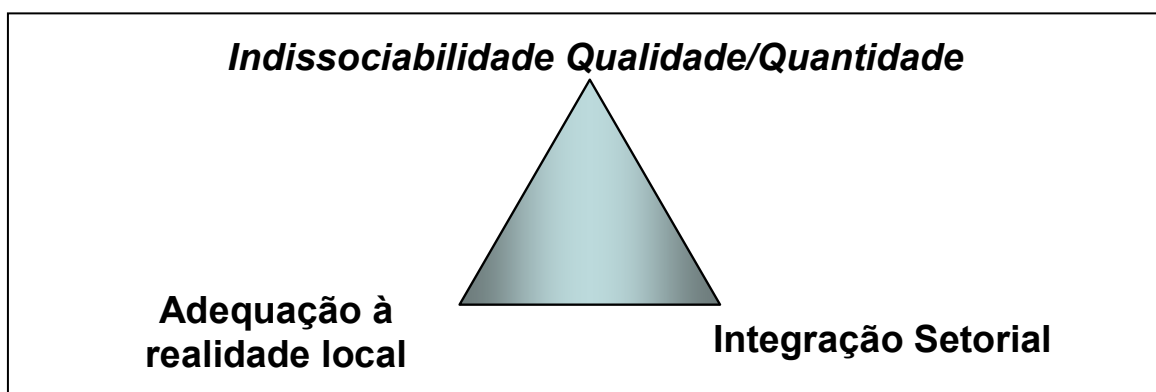 Indissociabilidade Qualidade/Quantidade
Adequação à
realidade local
Integração Setorial